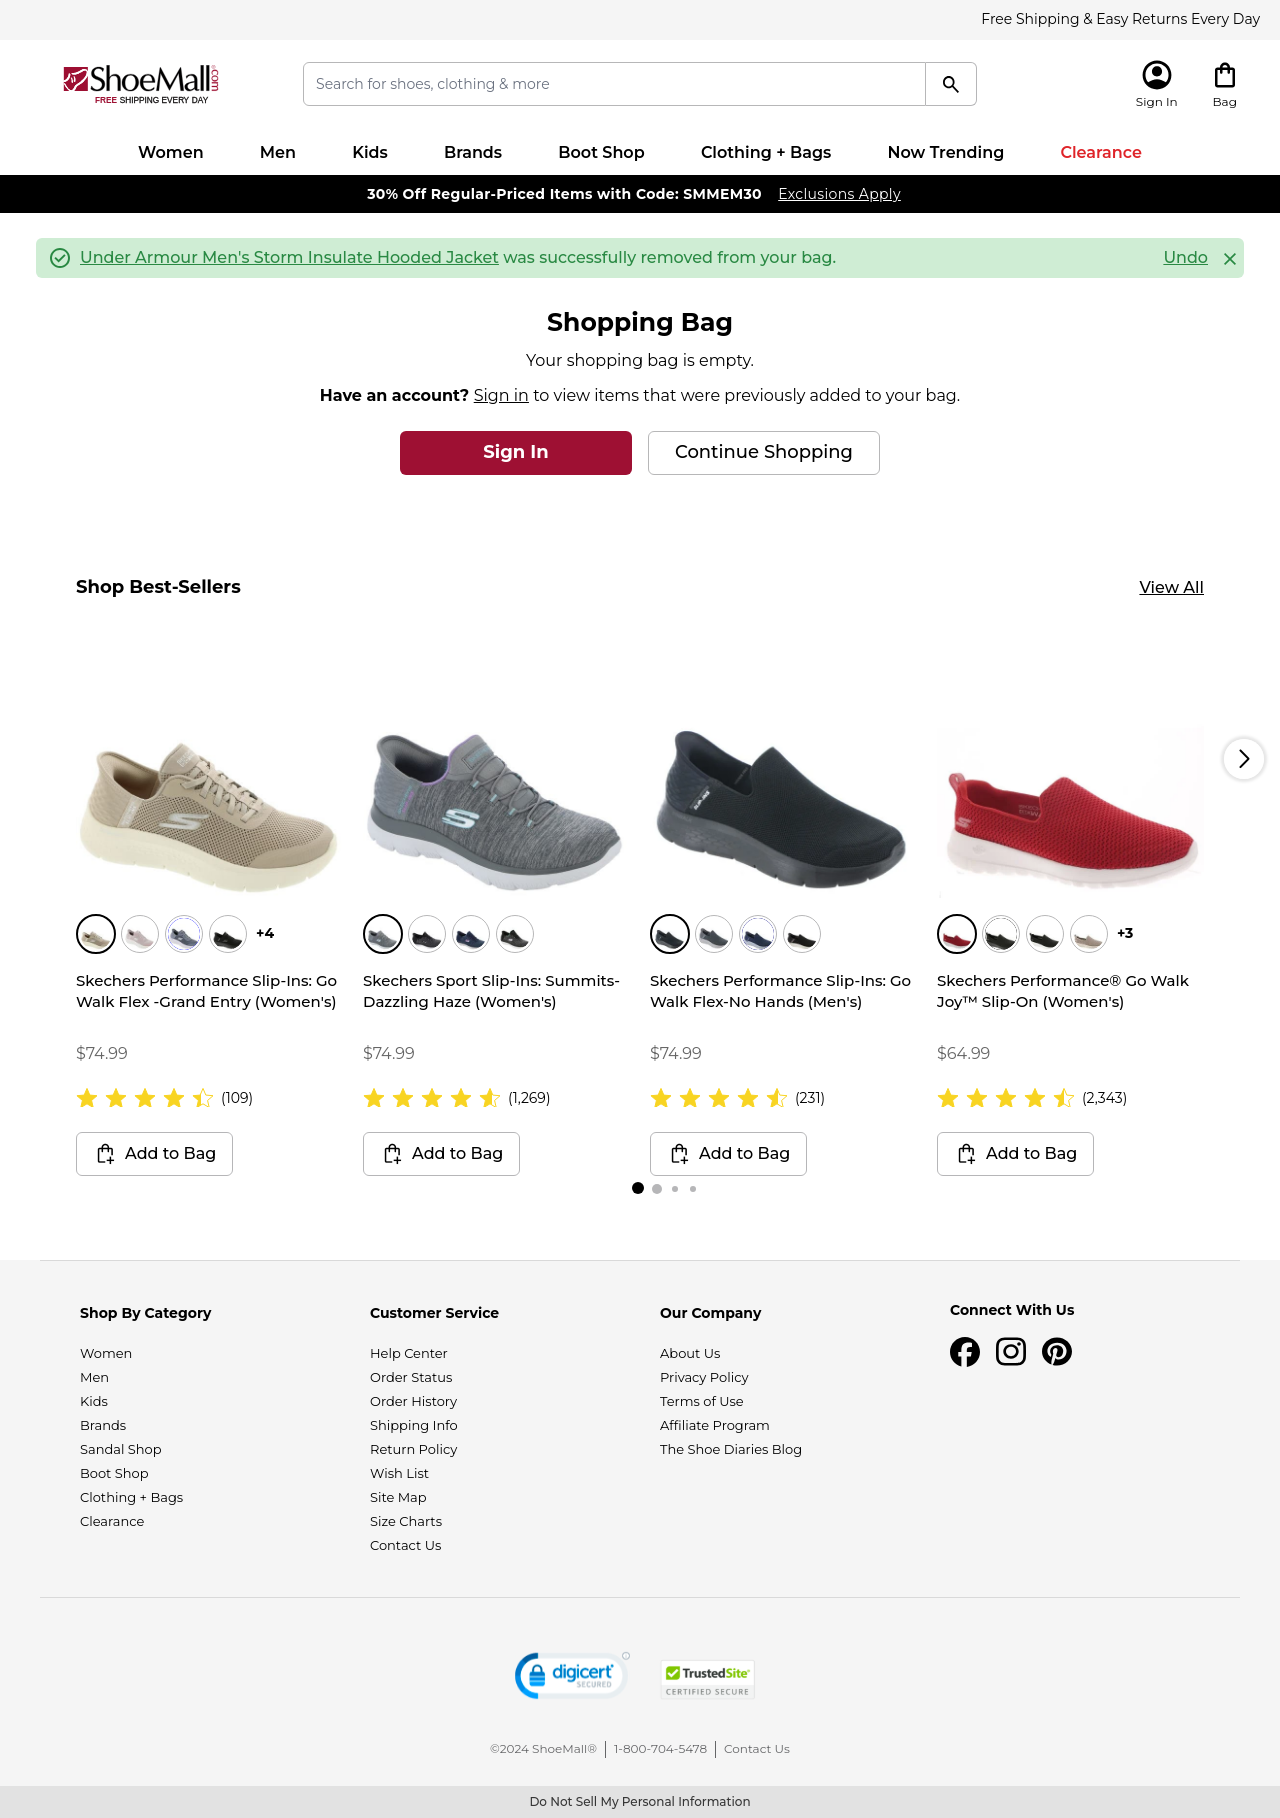 Free Shipping & Easy Returns Every Day
ShoeMall.com
FREE SHIPPING EVERY DAY
Search for shoes, clothing & more
Sign In
Bag
Women Men Kids Brands Boot Shop Clothing + Bags Now Trending Clearance
30% Off Regular-Priced Items with Code: SMMEM30 Exclusions Apply
Under Armour Men's Storm Insulate Hooded Jacket was successfully removed from your bag. Undo
Shopping Bag
Your shopping bag is empty.
Have an account? Sign in to view items that were previously added to your bag.
Sign In Continue Shopping
Shop Best-Sellers View All
+4
+3
Skechers Performance Slip-Ins: Go
Walk Flex -Grand Entry (Women's)
$74.99
(109)
Add to Bag
Skechers Sport Slip-Ins: Summits-
Dazzling Haze (Women's)
$74.99
(1,269)
Add to Bag
Skechers Performance Slip-Ins: Go
Walk Flex-No Hands (Men's)
$74.99
(231)
Add to Bag
Skechers Performance® Go Walk
Joy™ Slip-On (Women's)
$64.99
(2,343)
Add to Bag
Shop By Category
Women
Men
Kids
Brands
Sandal Shop
Boot Shop
Clothing + Bags
Clearance
Customer Service
Help Center
Order Status
Order History
Shipping Info
Return Policy
Wish List
Site Map
Size Charts
Contact Us
Our Company
About Us
Privacy Policy
Terms of Use
Affiliate Program
The Shoe Diaries Blog
Connect With Us
digicert
SECURED
TrustedSite
CERTIFIED SECURE
©2024 ShoeMall® 1-800-704-5478 Contact Us
Do Not Sell My Personal Information